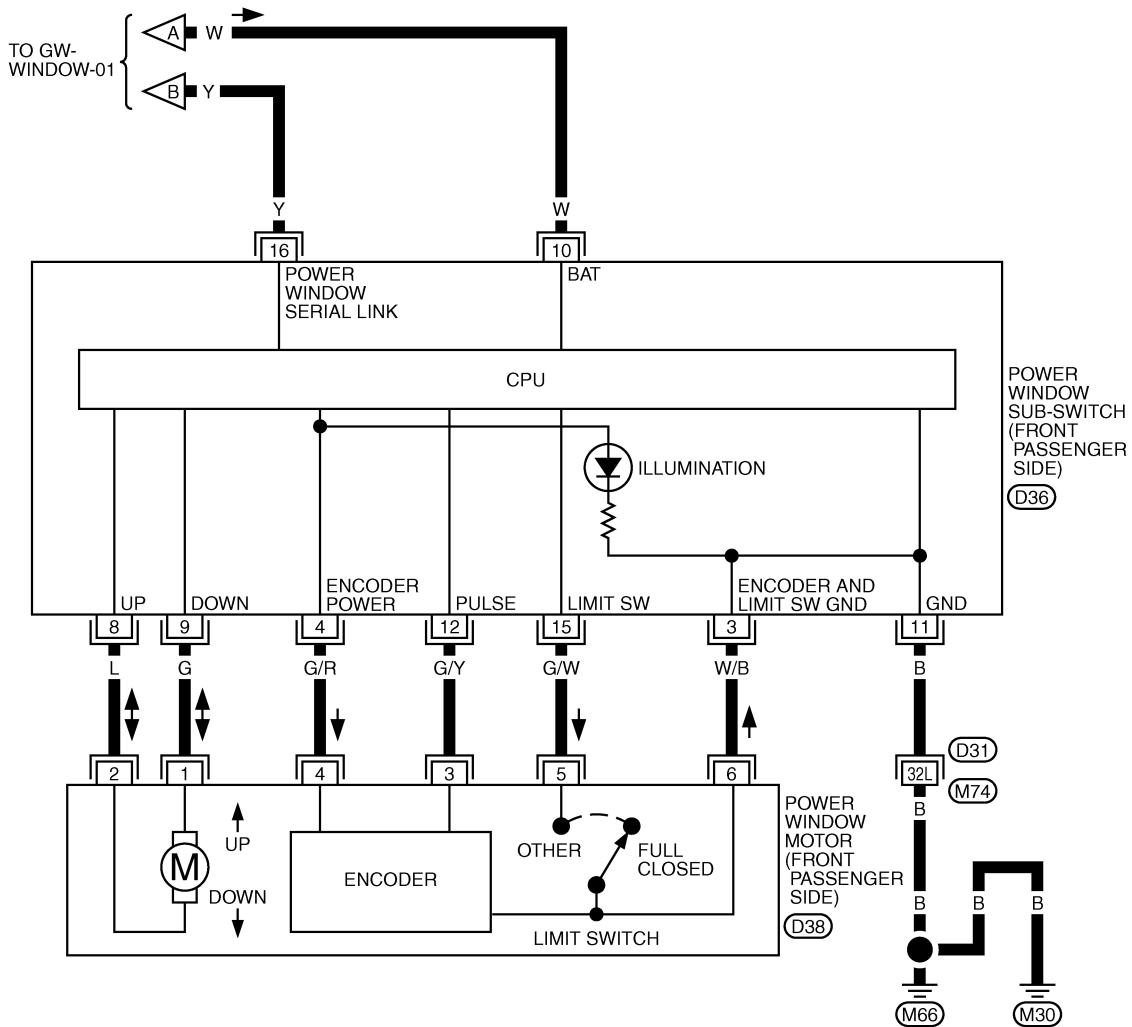 TO GW-
WINDOW-01
A
W
B
Y
Y
W
16
10
POWER
WINDOW
SERIAL LINK
BAT
CPU
POWER
WINDOW
SUB-SWITCH
(FRONT
PASSENGER
SIDE)
D36
ILLUMINATION
UP
DOWN
ENCODER
POWER
PULSE
LIMIT SW
ENCODER AND
LIMIT SW GND
GND
8
9
4
12
15
3
11
L
G
G/R
G/Y
G/W
W/B
B
D31
2
1
4
3
5
6
32L
M74
B
UP
M
DOWN
ENCODER
OTHER
FULL
CLOSED
LIMIT SWITCH
POWER
WINDOW
MOTOR
(FRONT
PASSENGER
SIDE)
D38
B
B
B
M66
M30